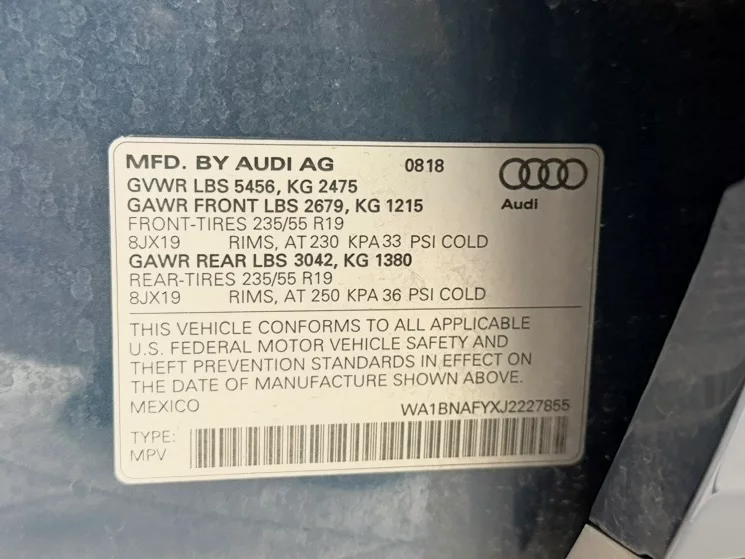 MFD. BY AUDI AG 0818
GVWR LBS 5456, KG 2475
GAWR FRONT LBS 2679, KG 1215
Audi
FRONT-TIRES 235/55 R19
8JX19 RIMS, AT 230 KPA 33 PSI COLD
GAWR REAR LBS 3042, KG 1380
REAR-TIRES 235/55 R19
8JX19 RIMS, AT 250 KPA 36 PSI COLD
THIS VEHICLE CONFORMS TO ALL APPLICABLE
U.S. FEDERAL MOTOR VEHICLE SAFETY AND
THEFT PREVENTION STANDARDS IN EFFECT ON
THE DATE OF MANUFACTURE SHOWN ABOVE.
MEXICO WA1BNAFYXJ2227855
TYPE:
MPV